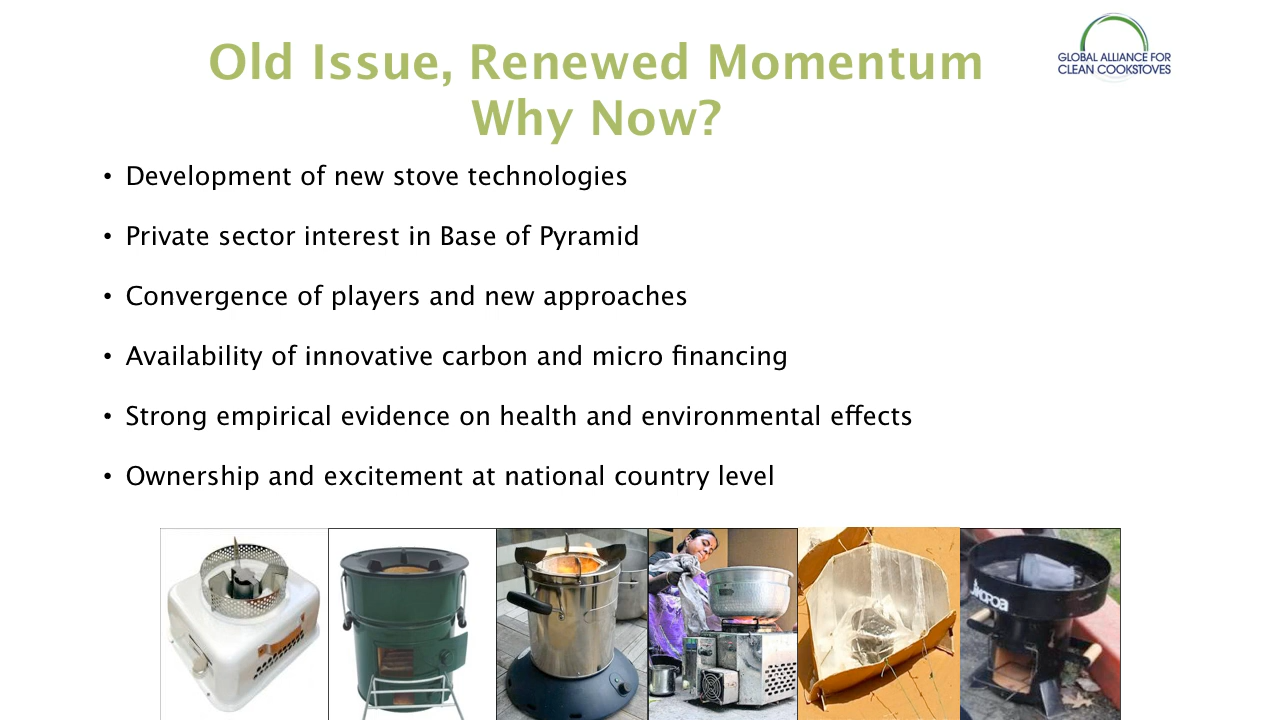 Old Issue, Renewed Momentum
Why Now?
GLOBAL ALLIANCE FOR
CLEAN COOKSTOVES
• Development of new stove technologies
• Private sector interest in Base of Pyramid
• Convergence of players and new approaches
• Availability of innovative carbon and micro financing
• Strong empirical evidence on health and environmental effects
• Ownership and excitement at national country level